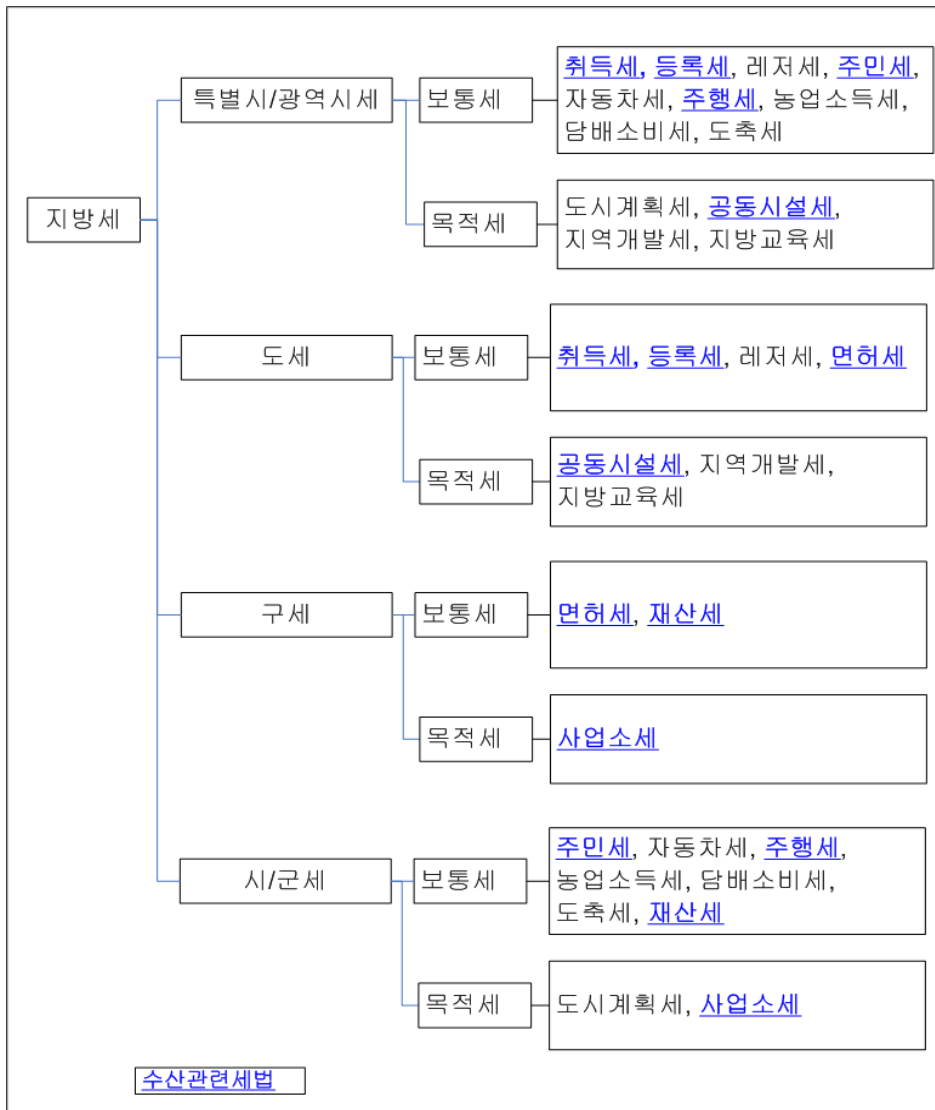 지방세
특별시/광역시세
보통세
취득세, 등록세, 레저세, 주민세,
자동차세, 주행세, 농업소득세,
담배소비세, 도축세
목적세
도시계획세, 공동시설세,
지역개발세, 지방교육세
도세
보통세
취득세, 등록세, 레저세, 면허세
목적세
공동시설세, 지역개발세,
지방교육세
구세
보통세
면허세, 재산세
목적세
사업소세
시/군세
보통세
주민세, 자동차세, 주행세,
농업소득세, 담배소비세,
도축세, 재산세
목적세
도시계획세, 사업소세
수산관련세법